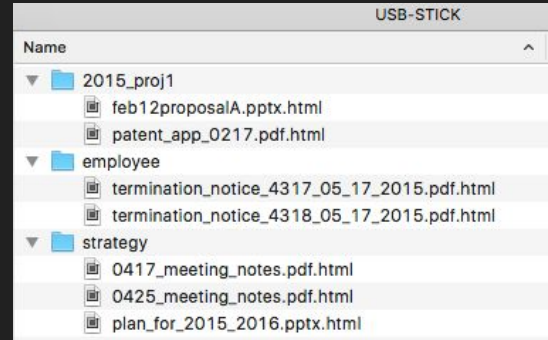 USB-STICK
Name
2015_proj1
feb12proposalA.pptx.html
patent_app_0217.pdf.html
employee
termination_notice_4317_05_17_2015.pdf.html
termination_notice_4318_05_17_2015.pdf.html
strategy
0417_meeting_notes.pdf.html
0425_meeting_notes.pdf.html
plan_for_2015_2016.pptx.html